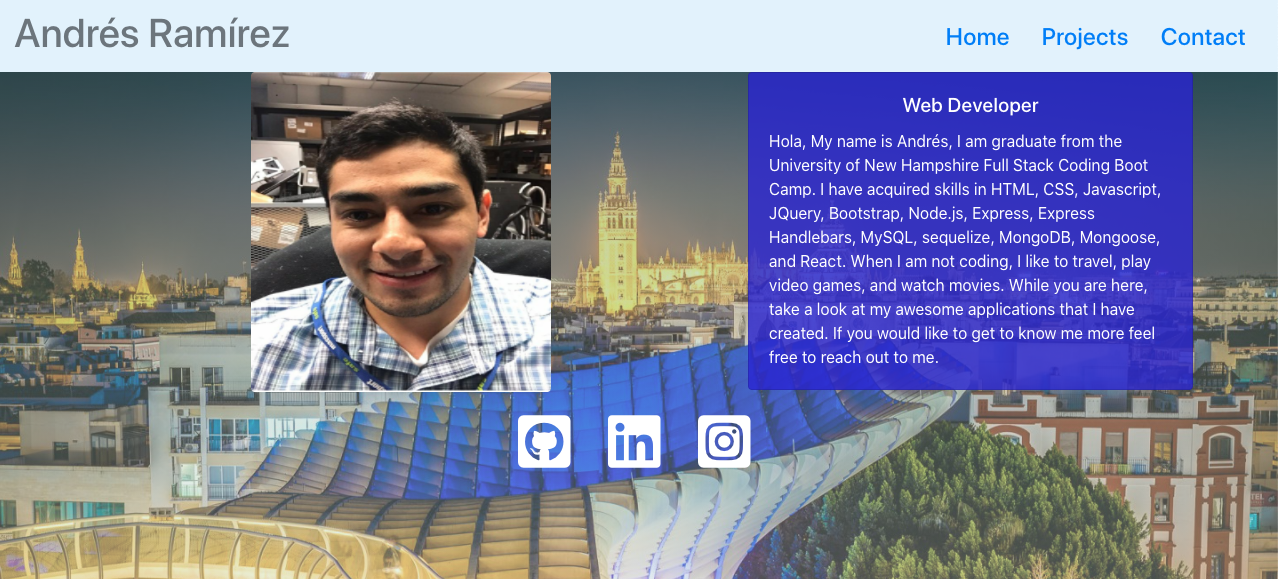 Andrés Ramírez
Home Projects Contact
Web Developer
Hola, My name is Andrés, I am graduate from the
University of New Hampshire Full Stack Coding Boot
Camp. I have acquired skills in HTML, CSS, Javascript,
JQuery, Bootstrap, Node.js, Express, Express
Handlebars, MySQL, sequelize, MongoDB, Mongoose,
and React. When I am not coding, I like to travel, play
video games, and watch movies. While you are here,
take a look at my awesome applications that I have
created. If you would like to get to know me more feel
free to reach out to me.
in